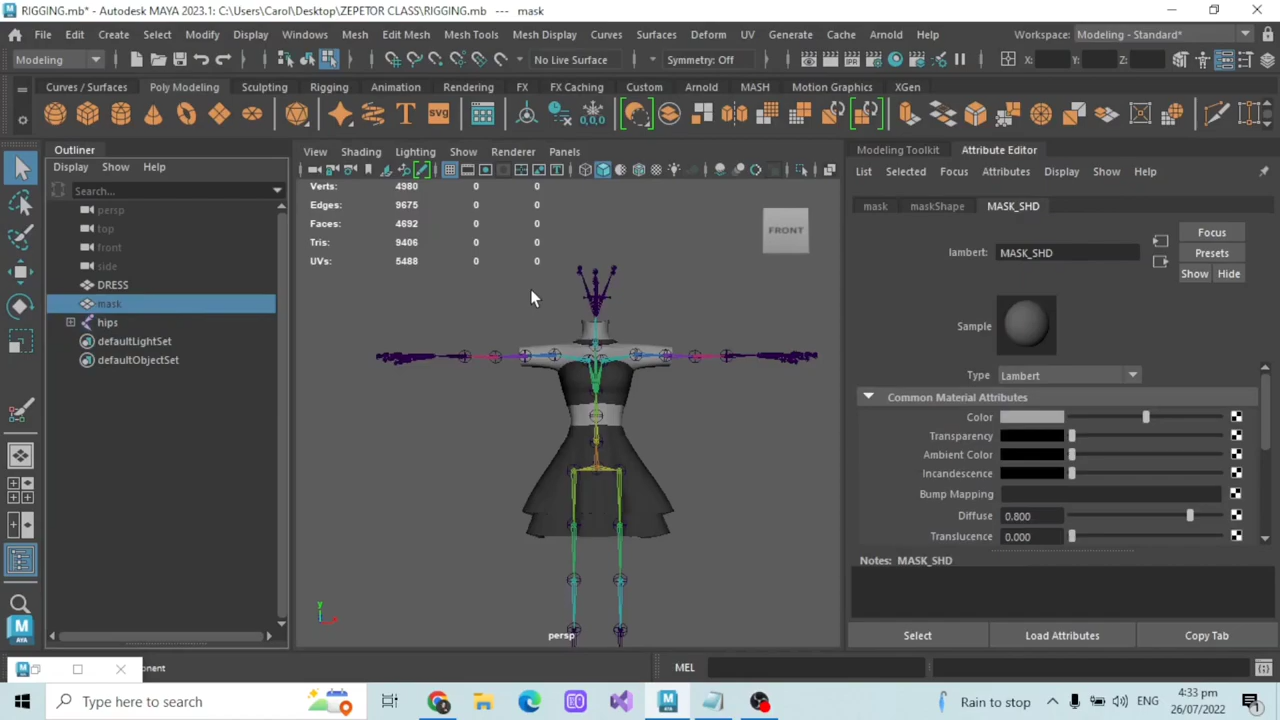 RIGGING.mb* - Autodesk MAYA 2023.1: C:\Users\Carol\Desktop\ZEPETOR CLASS\RIGGING.mb --- mask
File Edit Create Select Modify Display Windows Mesh Edit Mesh Mesh Tools Mesh Display Curves Surfaces Deform UV Generate Cache Arnold Help Workspace: Modeling - Standard*
Modeling No Live Surface Symmetry: Off X: Y: Z:
Curves / Surfaces Poly Modeling Sculpting Rigging Animation Rendering FX FX Caching Custom Arnold MASH Motion Graphics XGen
SVG
0,0,0
Outliner
Display Show Help
Search...
persp
top
front
side
DRESS
mask
hips
defaultLightSet
defaultObjectSet
View Shading Lighting Show Renderer Panels
Verts: 4980 0 0
Edges: 9675 0 0
Faces: 4692 0 0
Tris: 9406 0 0
UVs: 5488 0 0
FRONT
y
persp
Modeling Toolkit Attribute Editor
List Selected Focus Attributes Display Show Help
mask maskShape MASK_SHD
Focus
lambert: MASK_SHD Presets
Show Hide
Sample
Type Lambert
Common Material Attributes
Color
Transparency
Ambient Color
Incandescence
Bump Mapping
Diffuse 0.800
Translucence 0.000
Notes: MASK_SHD
Select Load Attributes Copy Tab
MEL
Type here to search
Rain to stop ENG 4:33 pm
26/07/2022